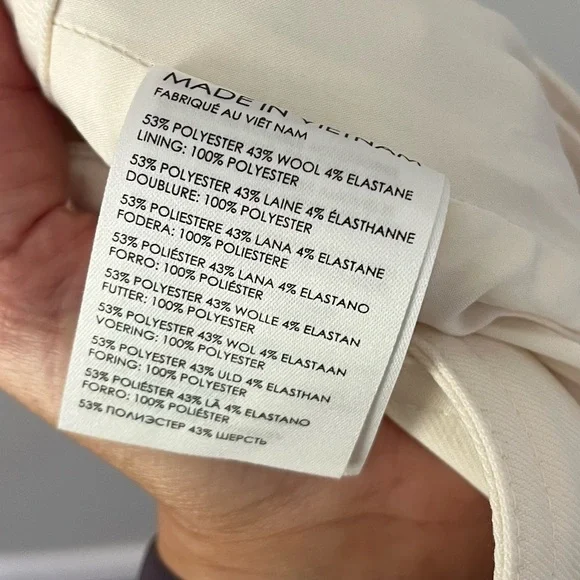 MADE IN VIETNAM
FABRIQUÉ AU VIÊT NAM
53% POLYESTER 43% WOOL 4% ELASTANE
LINING: 100% POLYESTER
53% POLYESTER 43% LAINE 4% ÉLASTHANNE
DOUBLURE: 100% POLYESTER
53% POLIESTERE 43% LANA 4% ELASTANE
FODERA: 100% POLIESTERE
53% POLIÉSTER 43% LANA 4% ELASTANO
FORRO: 100% POLIÉSTER
53% POLYESTER 43% WOLLE 4% ELASTAN
FUTTER: 100% POLYESTER
53% POLYESTER 43% WOL 4% ELASTAAN
VOERING: 100% POLYESTER
53% POLYESTER 43% ULD 4% ELASTHAN
FORING: 100% POLYESTER
53% POLIÉSTER 43% LÃ 4% ELASTANO
FORRO: 100% POLIÉSTER
53% ПОЛИЭСТЕР 43% ШЕРСТЬ